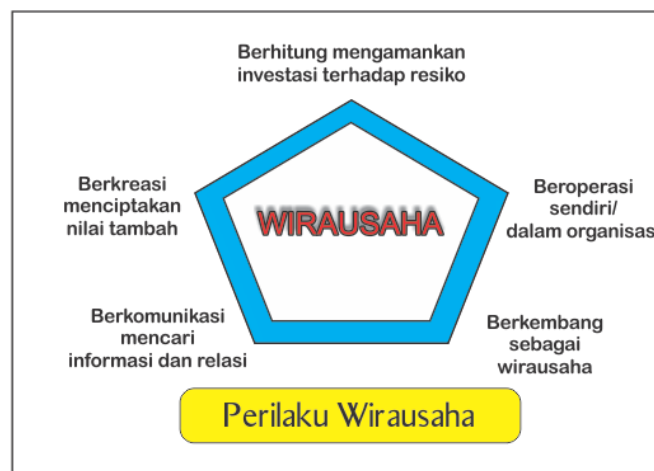 Berhitung mengamankan
investasi terhadap resiko
Berkreasi
menciptakan
nilai tambah
WIRAUSAHA
Beroperasi
sendiri/
dalam organisas
Berkomunikasi
mencari
informasi dan relasi
Berkembang
sebagai
wirausaha
Perilaku Wirausaha